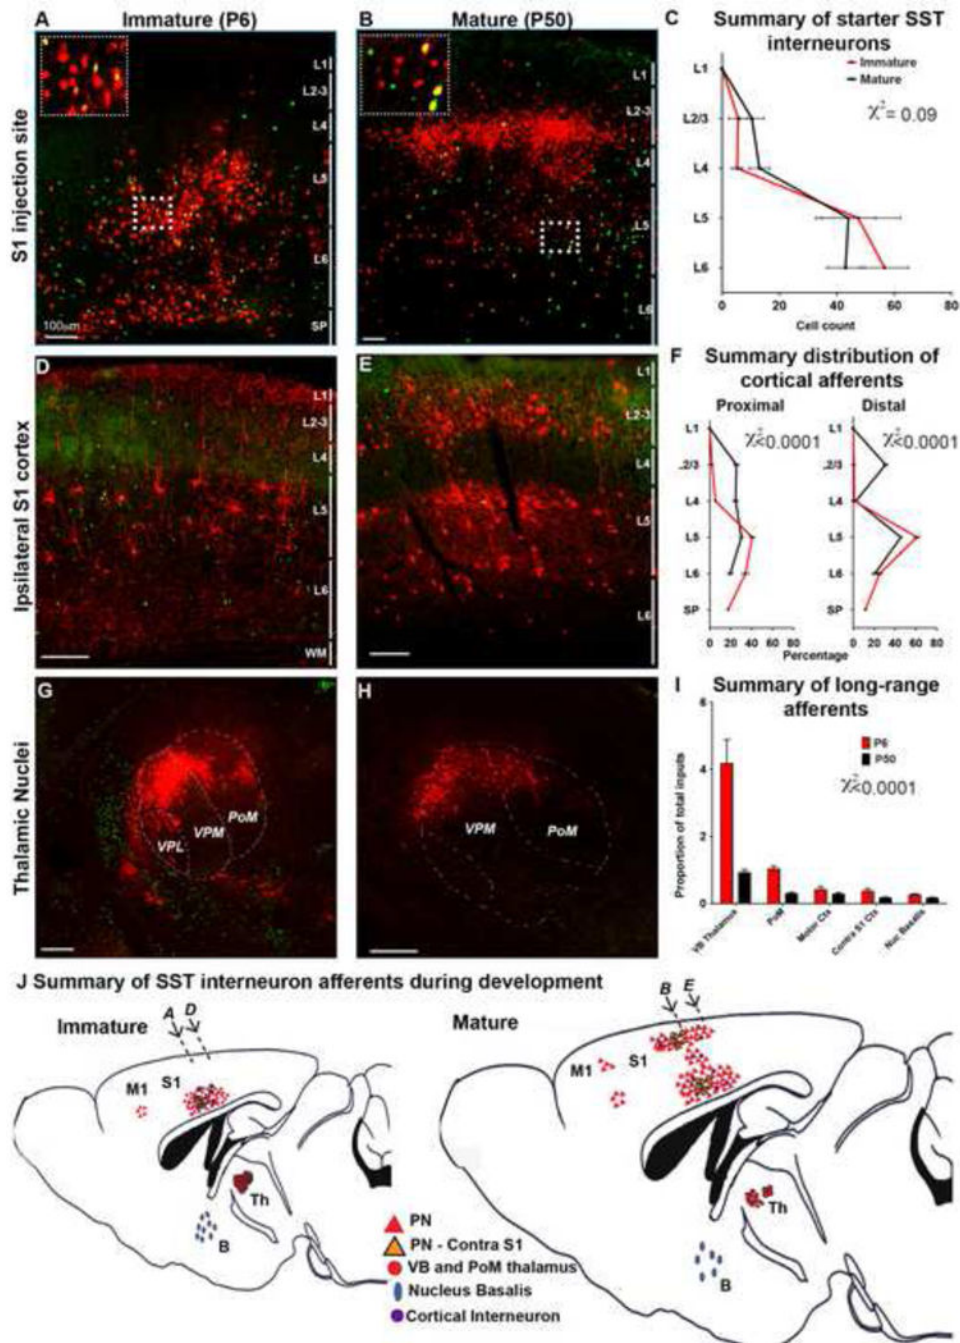 A Immature (P6)
B Mature (P50)
C Summary of starter SST
interneurons
S1 injection site
L1
L2-3
L4
L5
L6
SP
100µm
L1
L2-3
L4
L5
L6
Immature
Mature
χ²= 0.09
L1
L2/3
L4
L5
L6
0 20 40 60 80
Cell count
Ipsilateral S1 cortex
D
L1
L2-3
L4
L5
L6
WM
E
L1
L2-3
L4
L5
L6
F Summary distribution of
cortical afferents
Proximal Distal
χ²<0.0001 χ²<0.0001
L1
.2/3
L4
L5
L6
SP
L1
.2/3
L4
L5
L6
SP
0 20 40 60 80 0 20 40 60 80
Percentage
Thalamic Nuclei
G
VPL
VPM
PoM
H
VPM
PoM
I Summary of long-range
afferents
P6
P50
χ²<0.0001
Proportion of total inputs
6
4
2
0
VB Thalamus
PoM
Motor Ctx
Contra S1 Ctx
Nuc Basalis
J Summary of SST interneuron afferents during development
Immature
A D
M1 S1
Th
B
Mature
B E
M1 S1
Th
B
PN
PN - Contra S1
VB and PoM thalamus
Nucleus Basalis
Cortical Interneuron